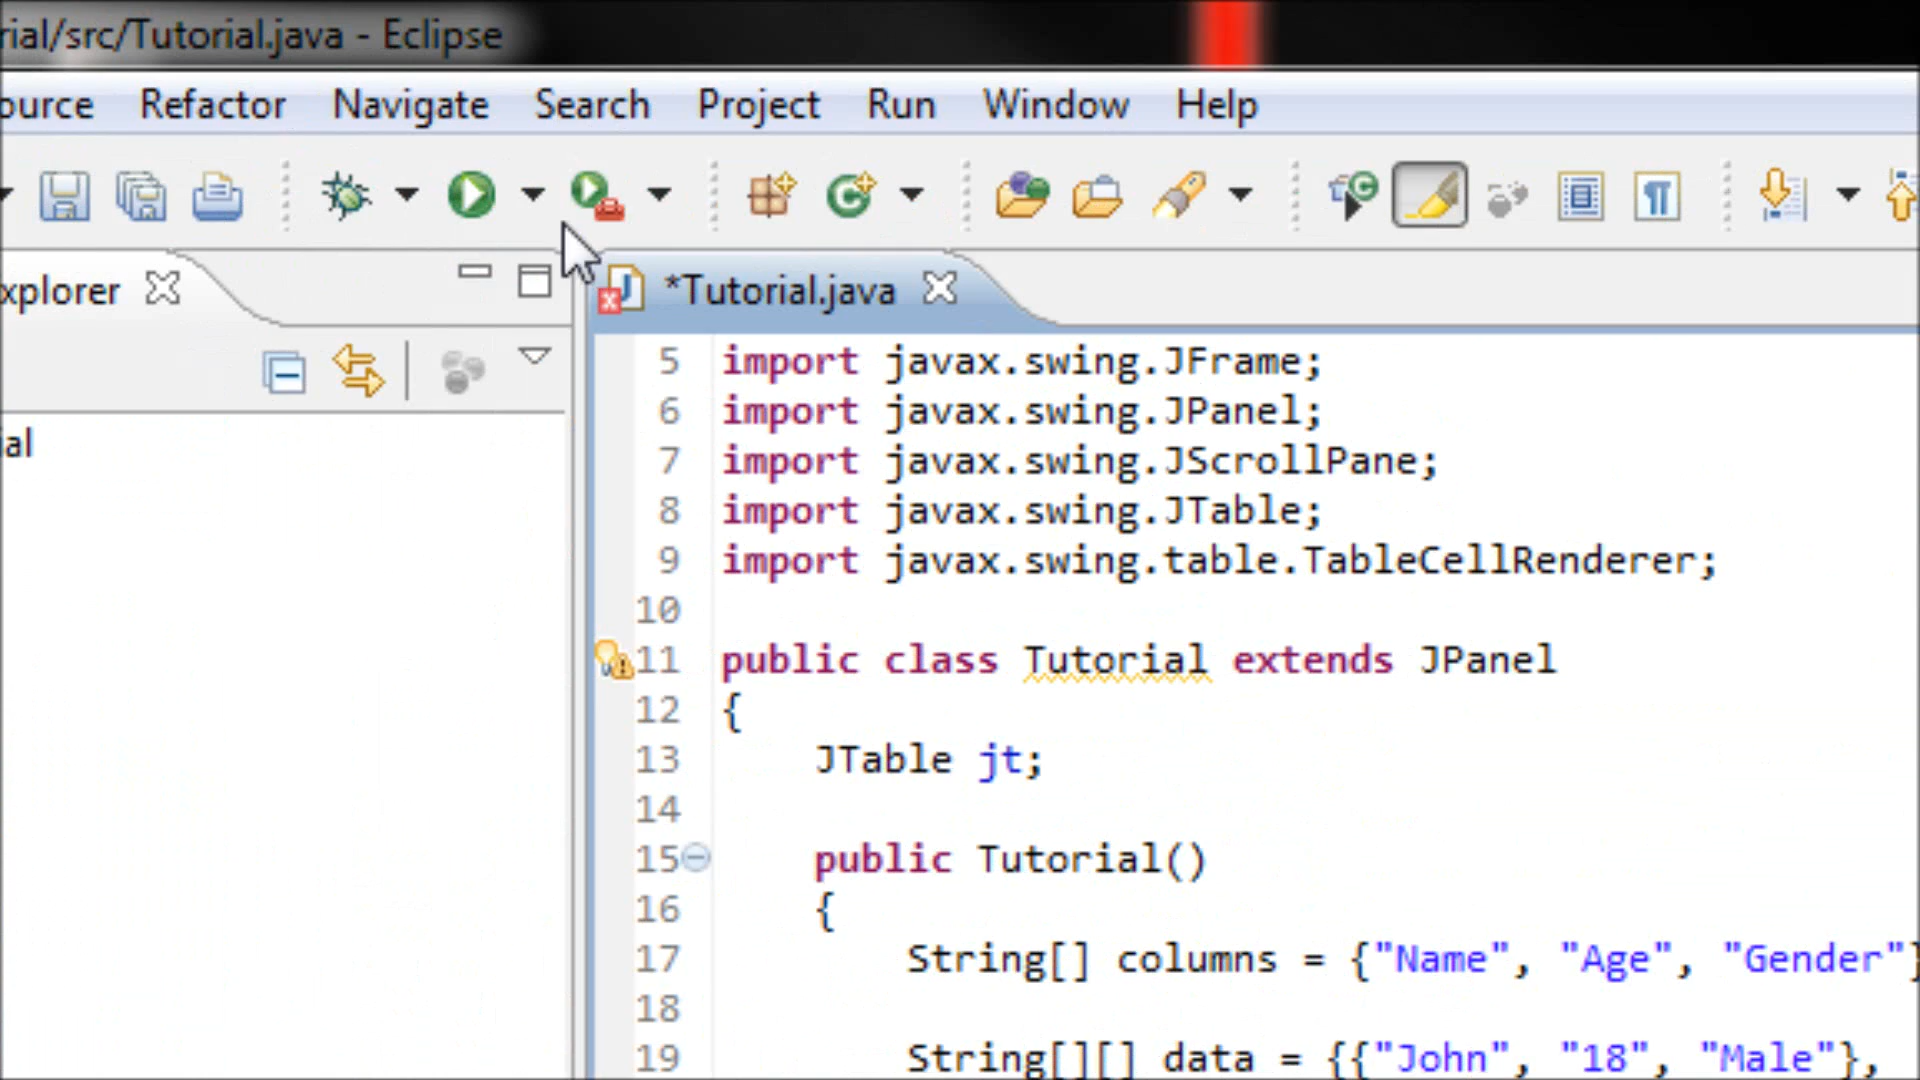 rial/src/Tutorial.java - Eclipse
ource Refactor Navigate Search Project Run Window Help
xplorer
*Tutorial.java
ial
5 import javax.swing.JFrame;
6 import javax.swing.JPanel;
7 import javax.swing.JScrollPane;
8 import javax.swing.JTable;
9 import javax.swing.table.TableCellRenderer;
10
11 public class Tutorial extends JPanel
12 {
13 JTable jt;
14
15 public Tutorial()
16 {
17 String[] columns = {"Name", "Age", "Gender"}
18
19 String[][] data = {{"John", "18", "Male"},